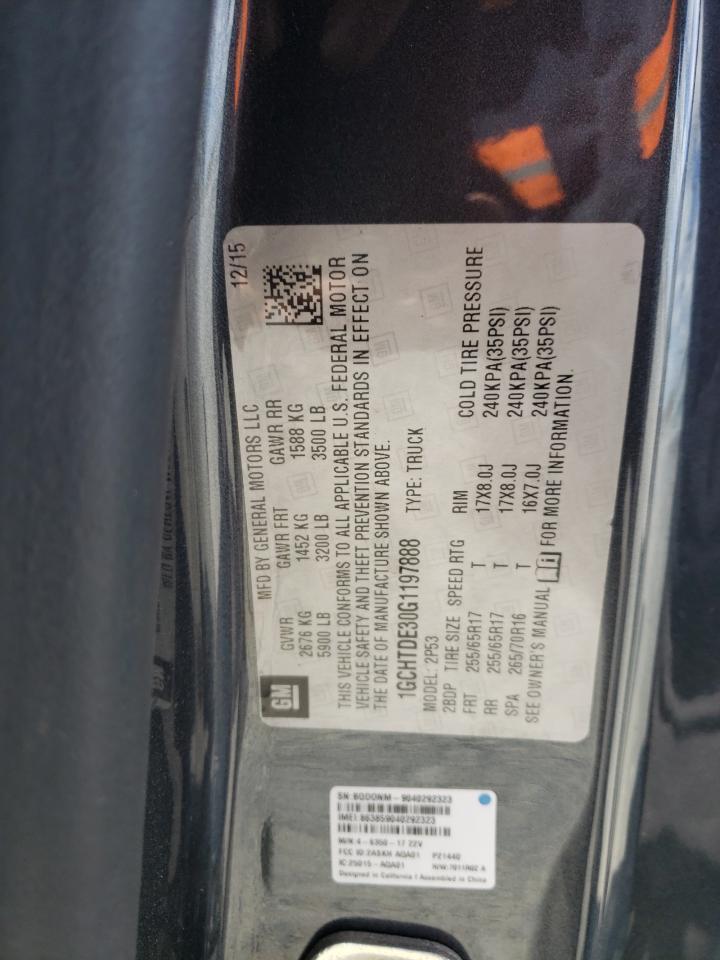 MFD BY GENERAL MOTORS LLC 12/15
GM
GVWR GAWR FRT GAWR RR
2676 KG 1452 KG 1588 KG
5900 LB 3200 LB 3500 LB
THIS VEHICLE CONFORMS TO ALL APPLICABLE U.S. FEDERAL MOTOR
VEHICLE SAFETY AND THEFT PREVENTION STANDARDS IN EFFECT ON
THE DATE OF MANUFACTURE SHOWN ABOVE.
1GCHTDE30G1197888 TYPE: TRUCK
MODEL: 2P53
2BDP TIRE SIZE SPEED RTG RIM COLD TIRE PRESSURE
FRT 255/65R17 T 17X8.0J 240KPA(35PSI)
RR 255/65R17 T 17X8.0J 240KPA(35PSI)
SPA 265/70R16 T 16X7.0J 240KPA(35PSI)
SEE OWNER'S MANUAL FOR MORE INFORMATION.
9040292323
IMEI:863859040292323
P21440
Designed in California | Assembled in China